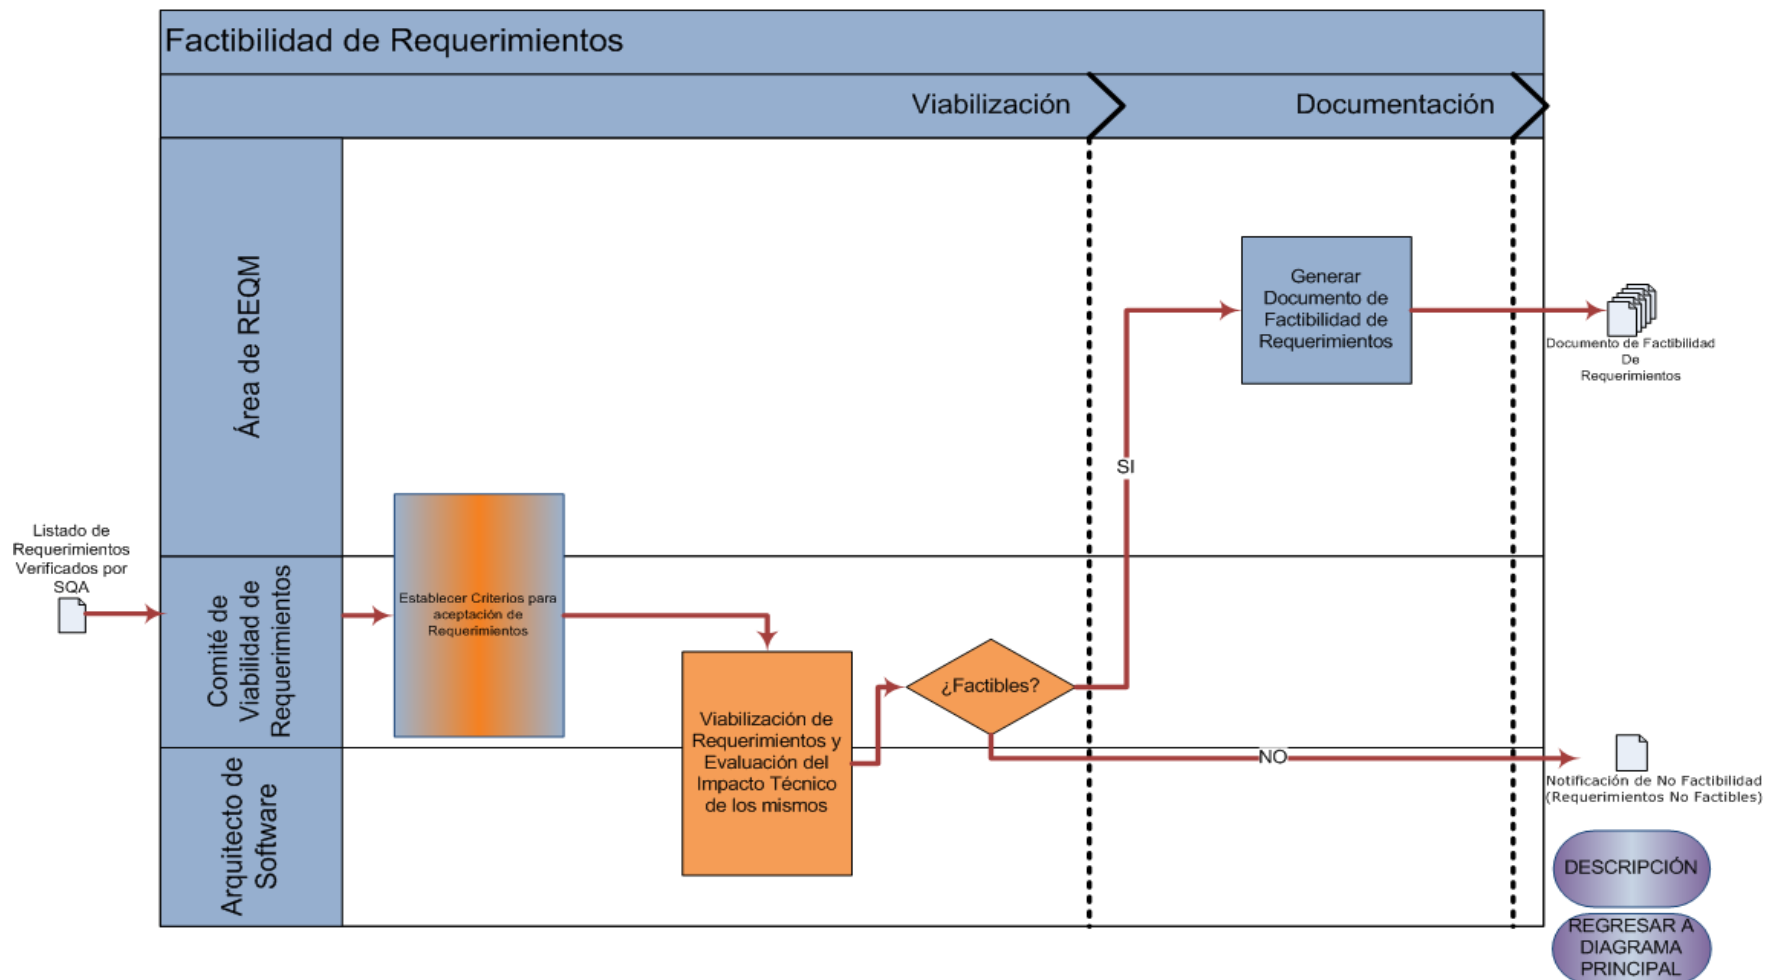 Factibilidad de Requerimientos
Viabilización
Documentación
Área de REQM
Generar
Documento de
Factibilidad de
Requerimientos
Documento de Factibilidad
De
Requerimientos
SI
Listado de
Requerimientos
Verificados por
SQA
Comité de
Viabilidad de
Requerimientos
Establecer Criterios para
aceptación de
Requerimientos
¿Factibles?
Viabilización de
Requerimientos y
Evaluación del
Impacto Técnico
de los mismos
NO
Notificación de No Factibilidad
(Requerimientos No Factibles)
Arquitecto de
Software
DESCRIPCIÓN
REGRESAR A
DIAGRAMA
PRINCIPAL